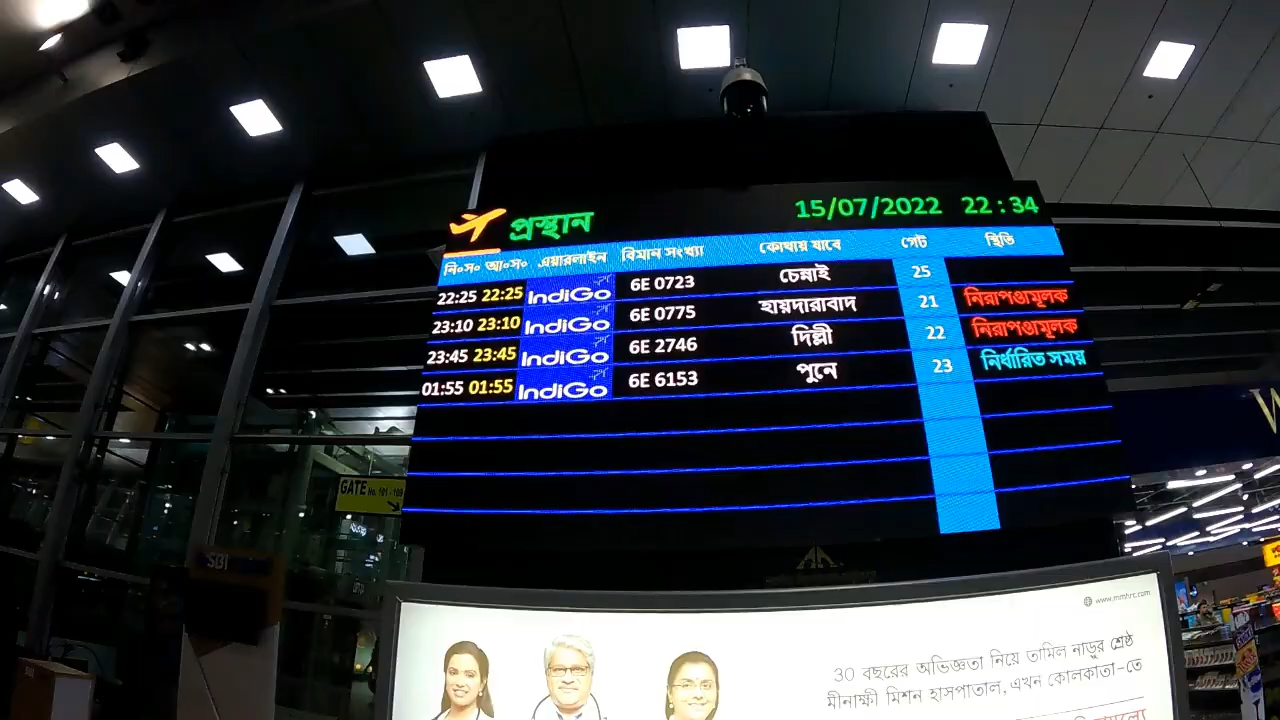 প্রস্থান 15/07/2022 22:34
নি॰স॰ আ॰স॰ এয়ারলাইন বিমান সংখ্যা কোথায় যাবে গেট স্থিতি
22:25 22:25 IndiGo 6E 0723 চেন্নাই 25
23:10 23:10 IndiGo 6E 0775 হায়দারাবাদ 21 নিরাপত্তামূলক
23:45 23:45 IndiGo 6E 2746 দিল্লী 22 নিরাপত্তামূলক
01:55 01:55 IndiGo 6E 6153 পুনে 23 নির্ধারিত সময়
GATE No. 101 - 109
SBI
www.mmhrc.com
30 বছরের অভিজ্ঞতা নিয়ে তামিল নাড়ুর শ্রেষ্ঠ
মীনাক্ষী মিশন হাসপাতাল, এখন কোলকাতা-তে